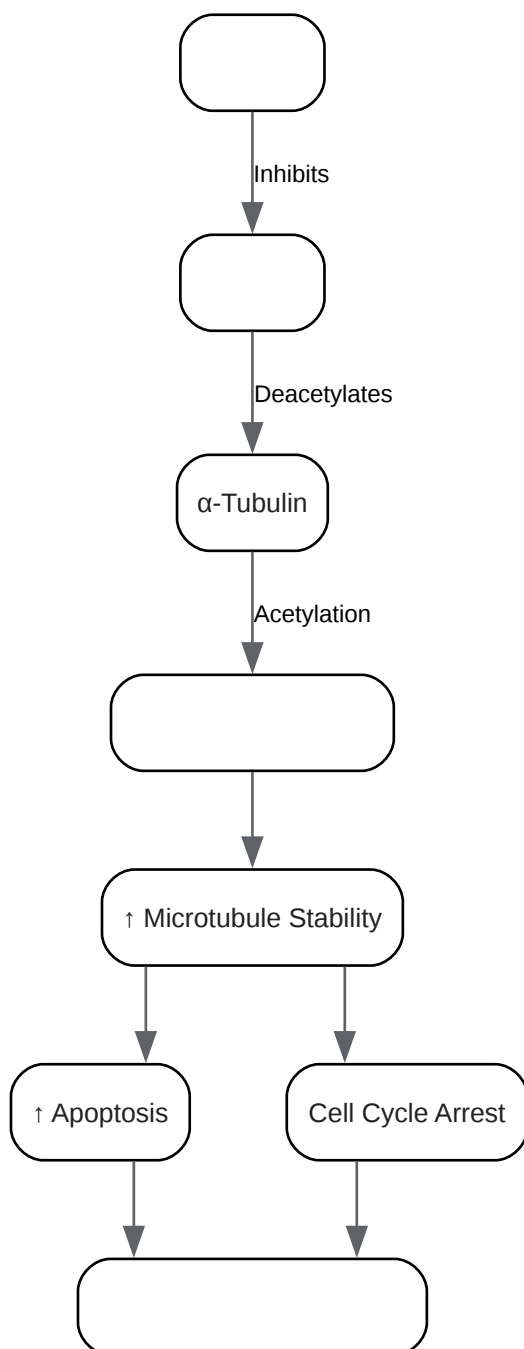 Inhibits
Deacetylates
α-Tubulin
Acetylation
↑ Microtubule Stability
↑ Apoptosis
Cell Cycle Arrest